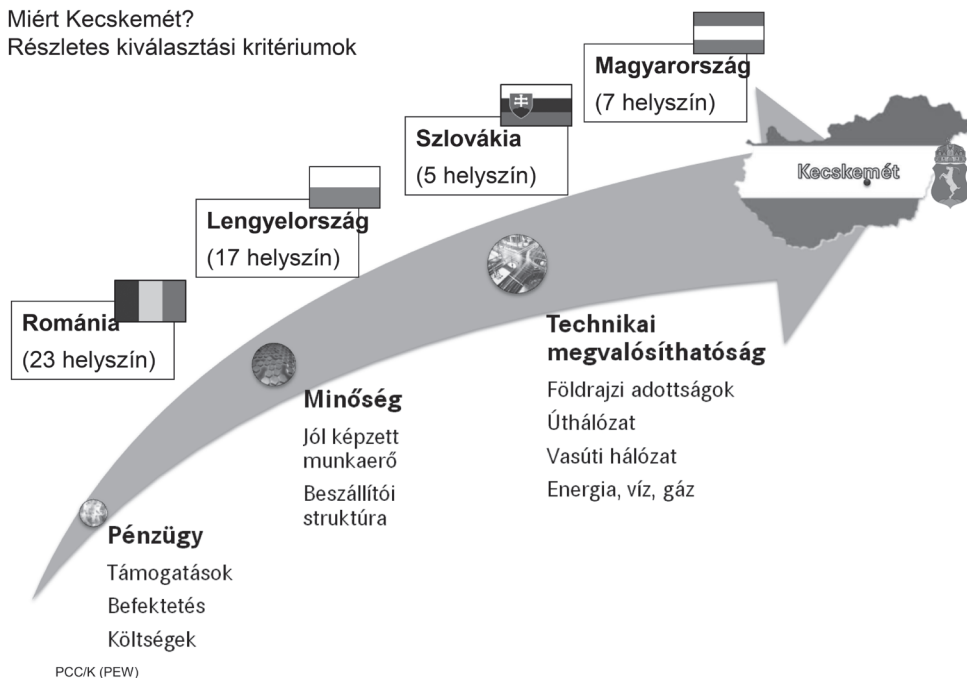 Miért Kecskemét?
Részletes kiválasztási kritériumok
Magyarország
(7 helyszín)
Szlovákia
(5 helyszín)
Lengyelország
(17 helyszín)
Románia
(23 helyszín)
Kecskemét
Pénzügy
Támogatások
Befektetés
Költségek
Minőség
Jól képzett
munkaerő
Beszállítói
struktúra
Technikai
megvalósíthatóság
Földrajzi adottságok
Úthálózat
Vasúti hálózat
Energia, víz, gáz
PCC/K (PEW)